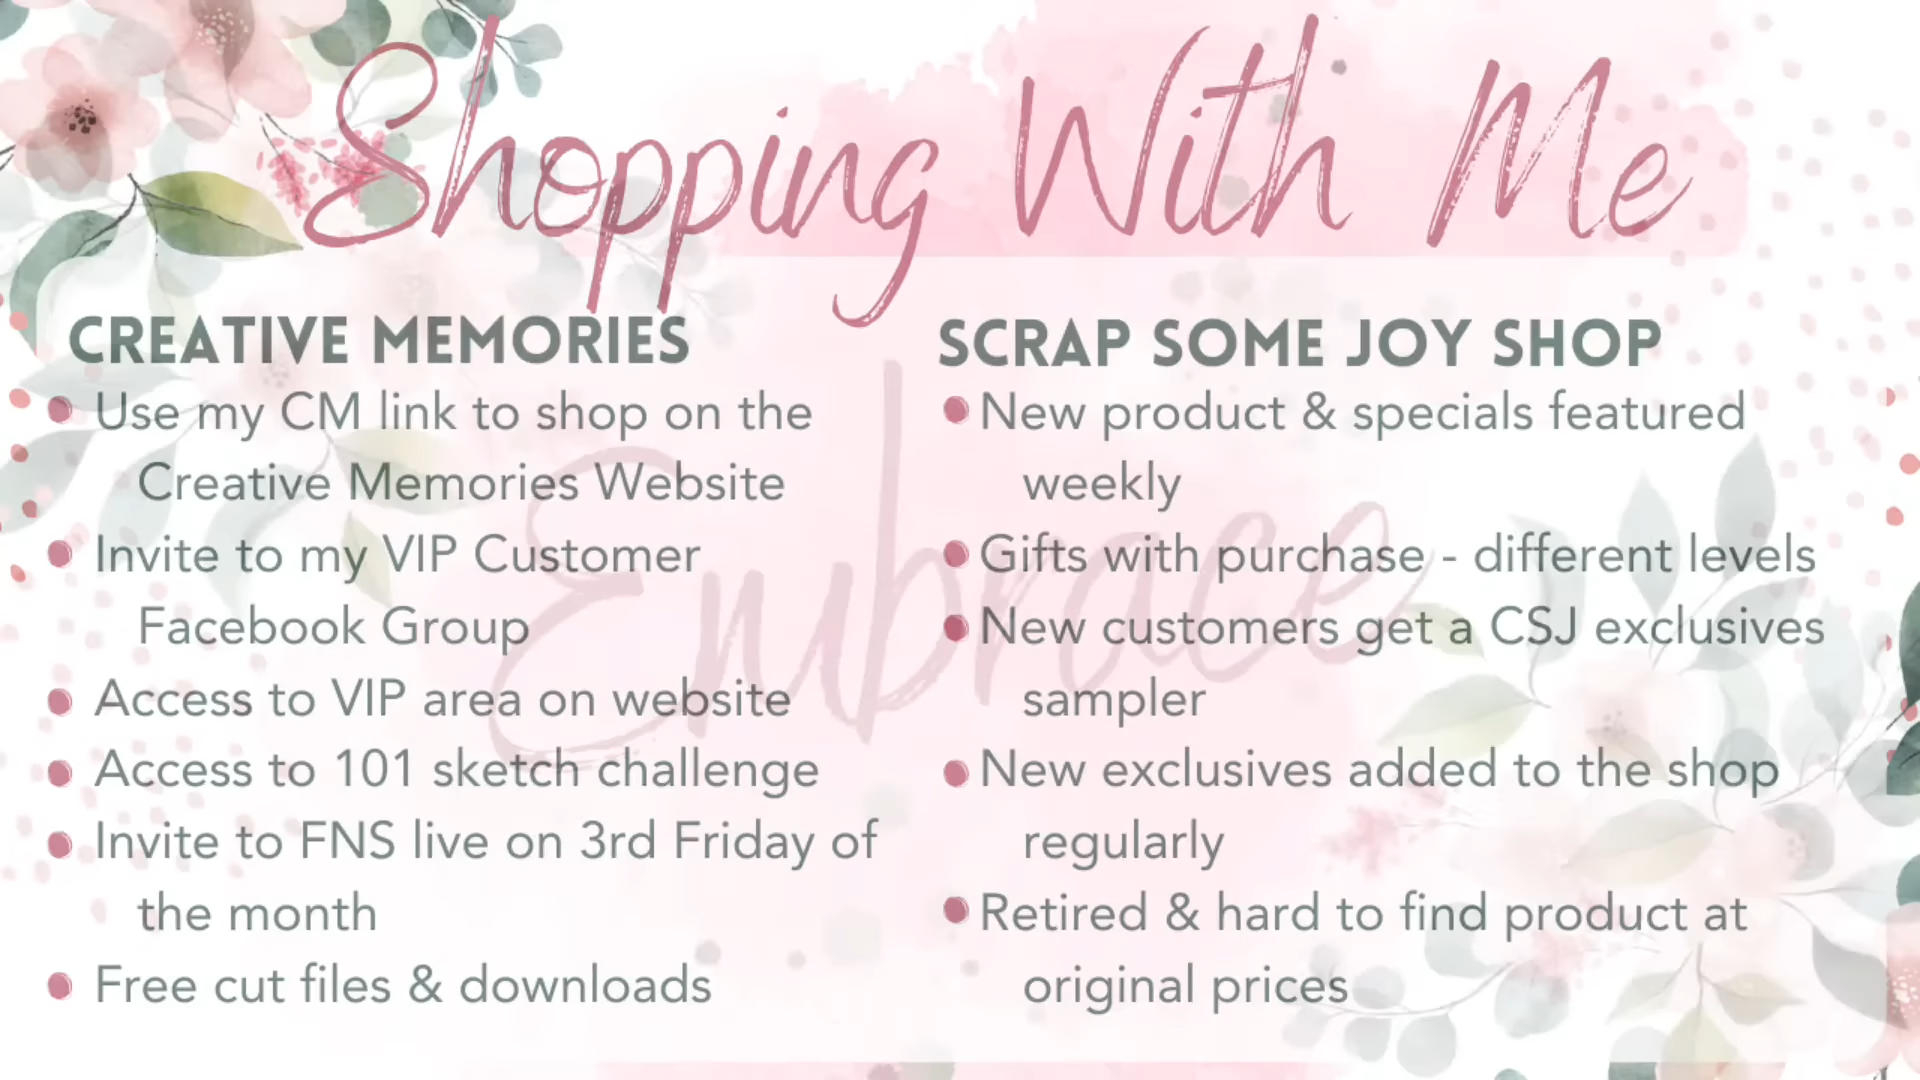 Shopping With Me
CREATIVE MEMORIES
Use my CM link to shop on the
Creative Memories Website
Invite to my VIP Customer
Facebook Group
Access to VIP area on website
Access to 101 sketch challenge
Invite to FNS live on 3rd Friday of
the month
Free cut files & downloads
SCRAP SOME JOY SHOP
New product & specials featured
weekly
Gifts with purchase - different levels
New customers get a CSJ exclusives
sampler
New exclusives added to the shop
regularly
Retired & hard to find product at
original prices
Embrace